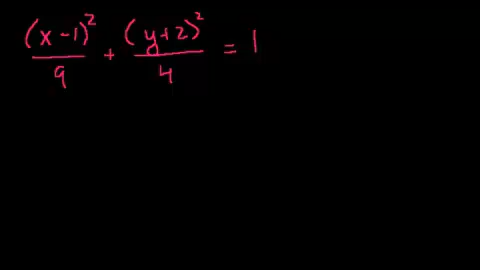 (x-1)²/9 + (y+2)²/4 = 1